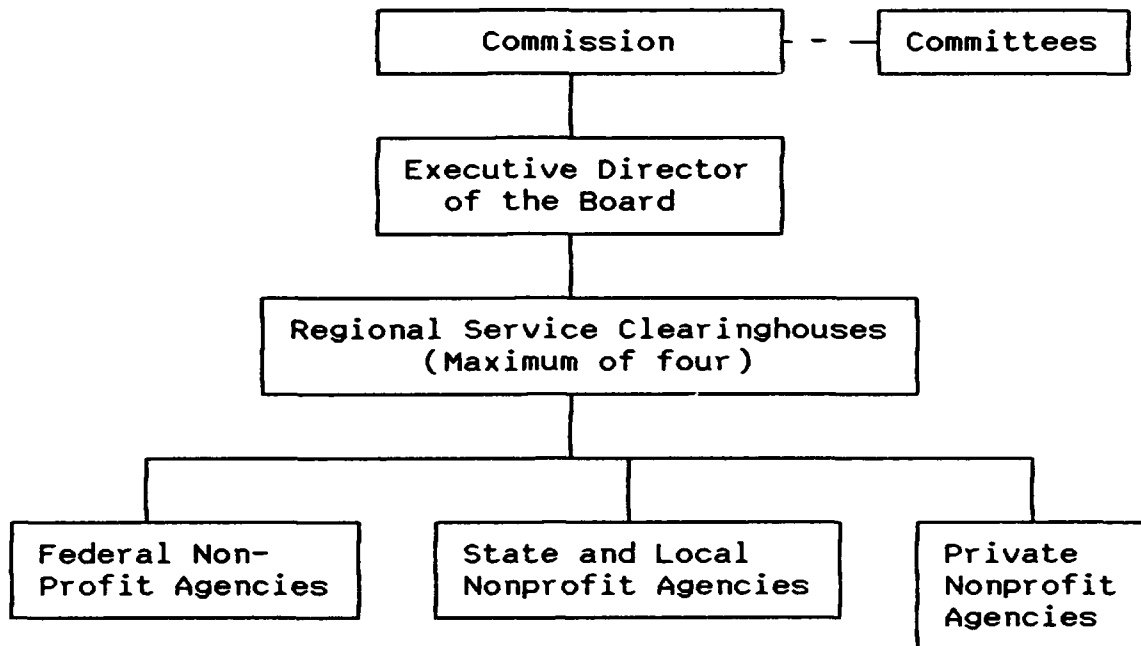 Commission
Committees
Executive Director
of the Board
Regional Service Clearinghouses
(Maximum of four)
Federal Non-
Profit Agencies
State and Local
Nonprofit Agencies
Private
Nonprofit
Agencies